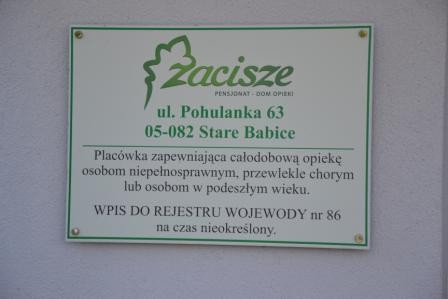 Zacisze
PENSJONAT - DOM OPIEKI
ul. Pohulanka 63
05-082 Stare Babice
Placówka zapewniająca całodobową opiekę
osobom niepełnosprawnym, przewlekle chorym
lub osobom w podeszłym wieku.
WPIS DO REJESTRU WOJEWODY nr 86
na czas nieokreślony.